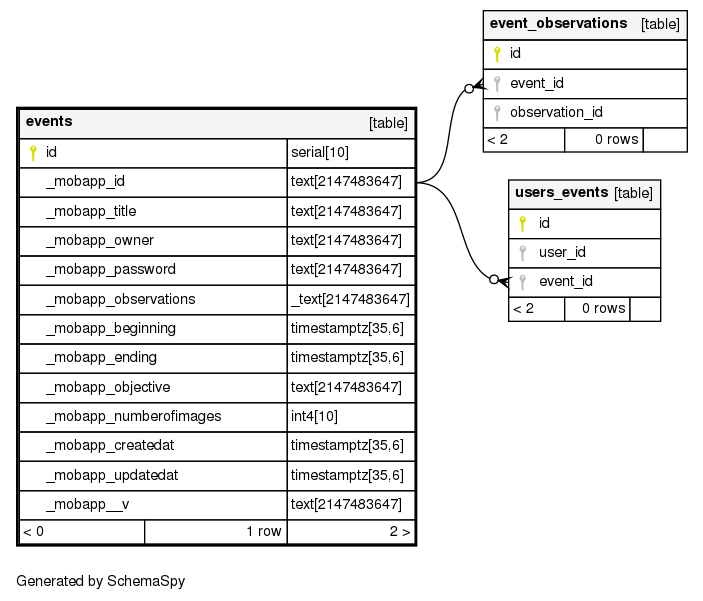 event_observations [table]
id
event_id
observation_id
< 2 0 rows
events [table]
id serial[10]
_mobapp_id text[2147483647]
_mobapp_title text[2147483647]
_mobapp_owner text[2147483647]
_mobapp_password text[2147483647]
_mobapp_observations _text[2147483647]
_mobapp_beginning timestamptz[35,6]
_mobapp_ending timestamptz[35,6]
_mobapp_objective text[2147483647]
_mobapp_numberofimages int4[10]
_mobapp_createdat timestamptz[35,6]
_mobapp_updatedat timestamptz[35,6]
_mobapp__v text[2147483647]
< 0 1 row 2 >
users_events [table]
id
user_id
event_id
< 2 0 rows
Generated by SchemaSpy